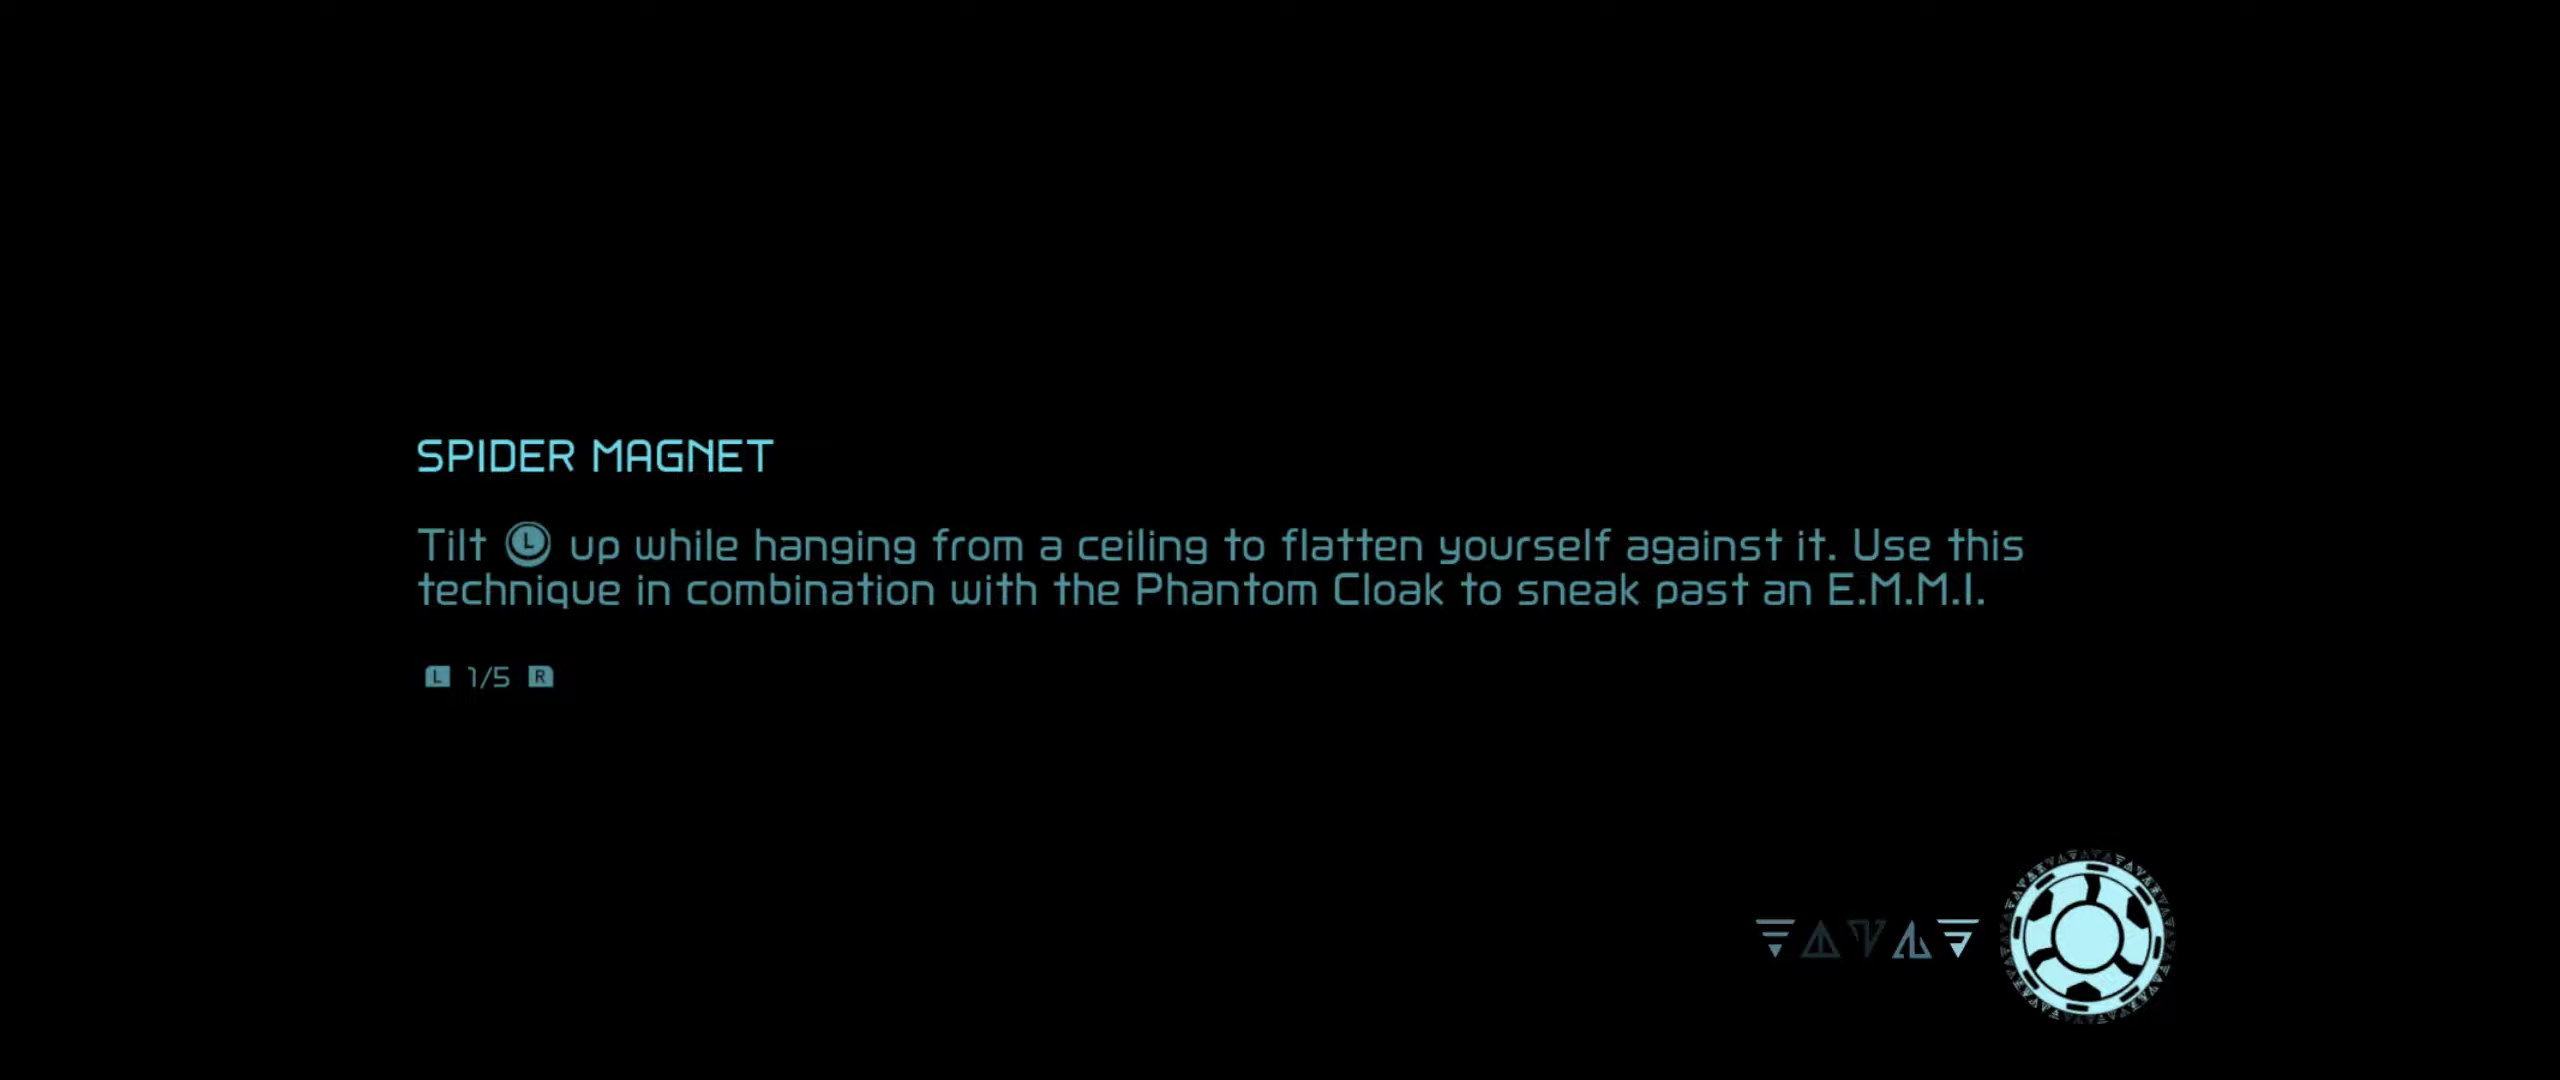 SPIDER MAGNET
Tilt L up while hanging from a ceiling to flatten yourself against it. Use this
technique in combination with the Phantom Cloak to sneak past an E.M.M.I.
L 1/5 R